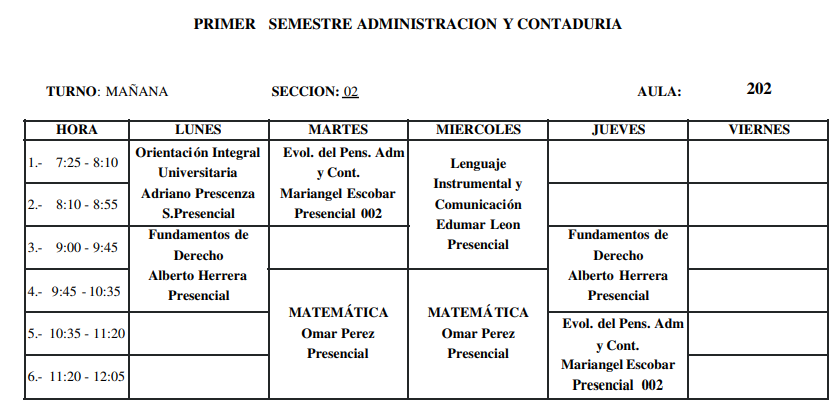 PRIMER SEMESTRE ADMINISTRACION Y CONTADURIA
TURNO: MAÑANA SECCION: 02 AULA: 202
HORA LUNES MARTES MIERCOLES JUEVES VIERNES
1.- 7:25 - 8:10
2.- 8:10 - 8:55
3.- 9:00 - 9:45
4.- 9:45 - 10:35
5.- 10:35 - 11:20
6.- 11:20 - 12:05
Orientación Integral
Universitaria
Adriano Prescenza
S.Presencial
Fundamentos de
Derecho
Alberto Herrera
Presencial
Evol. del Pens. Adm
y Cont.
Mariangel Escobar
Presencial 002
MATEMÁTICA
Omar Perez
Presencial
Lenguaje
Instrumental y
Comunicación
Edumar Leon
Presencial
MATEMÁTICA
Omar Perez
Presencial
Fundamentos de
Derecho
Alberto Herrera
Presencial
Evol. del Pens. Adm
y Cont.
Mariangel Escobar
Presencial 002